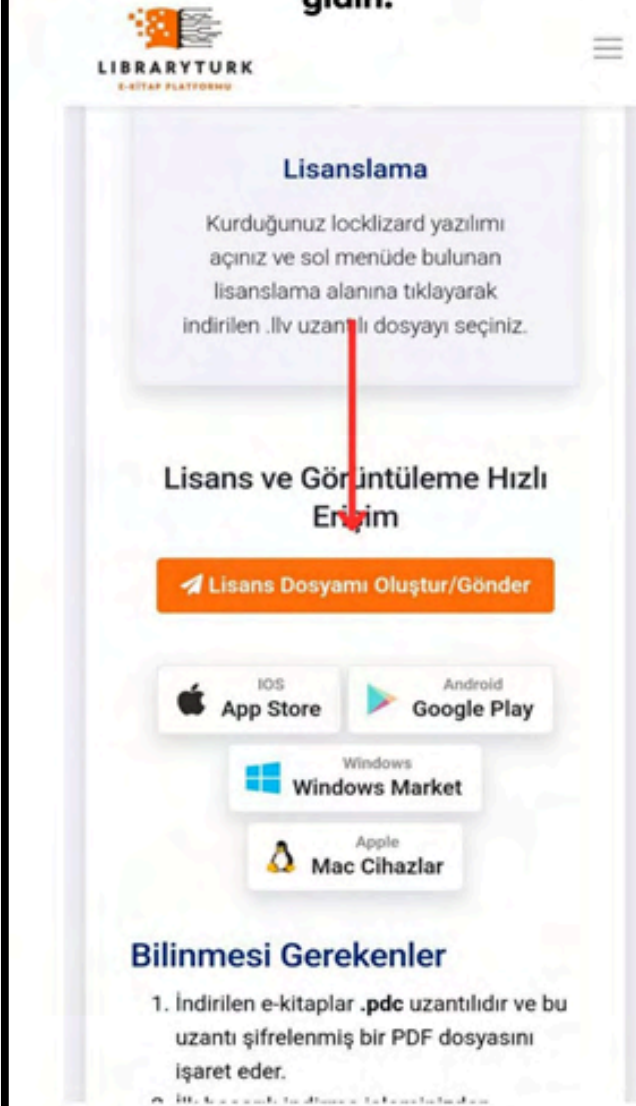 gidin.
LIBRARYTURK
E-KİTAP PLATFORMU
Lisanslama
Kurduğunuz locklizard yazılımı
açınız ve sol menüde bulunan
lisanslama alanına tıklayarak
indirilen .llv uzantılı dosyayı seçiniz.
Lisans ve Görüntüleme Hızlı
Erişim
Lisans Dosyamı Oluştur/Gönder
IOS
App Store
Android
Google Play
Windows
Windows Market
Apple
Mac Cihazlar
Bilinmesi Gerekenler
1. İndirilen e-kitaplar .pdc uzantılıdır ve bu
uzantı şifrelenmiş bir PDF dosyasını
işaret eder.